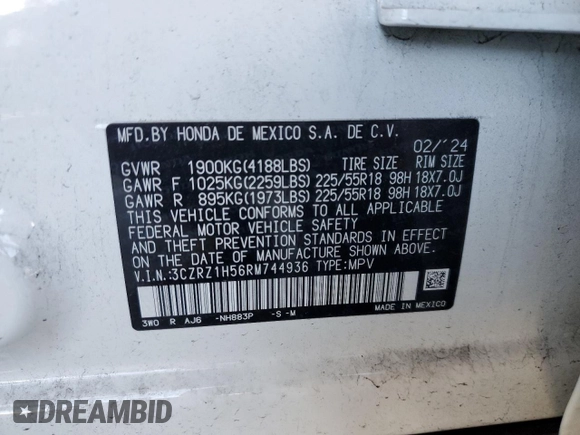 MFD.BY HONDA DE MEXICO S.A. DE C.V.
02/'24
GVWR 1900KG(4188LBS) TIRE SIZE RIM SIZE
GAWR F 1025KG(2259LBS) 225/55R18 98H 18X7.0J
GAWR R 895KG(1973LBS) 225/55R18 98H 18X7.0J
THIS VEHICLE CONFORMS TO ALL APPLICABLE
FEDERAL MOTOR VEHICLE SAFETY
AND THEFT PREVENTION STANDARDS IN EFFECT
ON THE DATE OF MANUFACTURE SHOWN ABOVE.
V.I.N.:3CZRZ1H56RM744936 TYPE:MPV
3W0 R AJ6 -NH883P -S-M
MADE IN MEXICO
DREAMBID